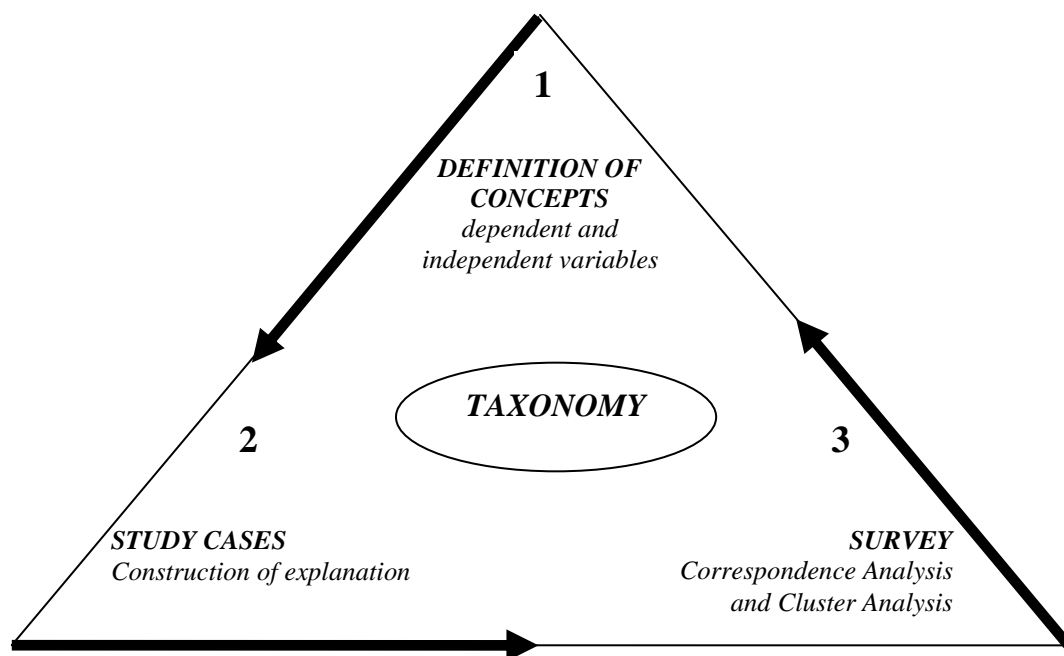 1
DEFINITION OF
CONCEPTS
dependent and
independent variables
TAXONOMY
2
3
STUDY CASES
Construction of explanation
SURVEY
Correspondence Analysis
and Cluster Analysis